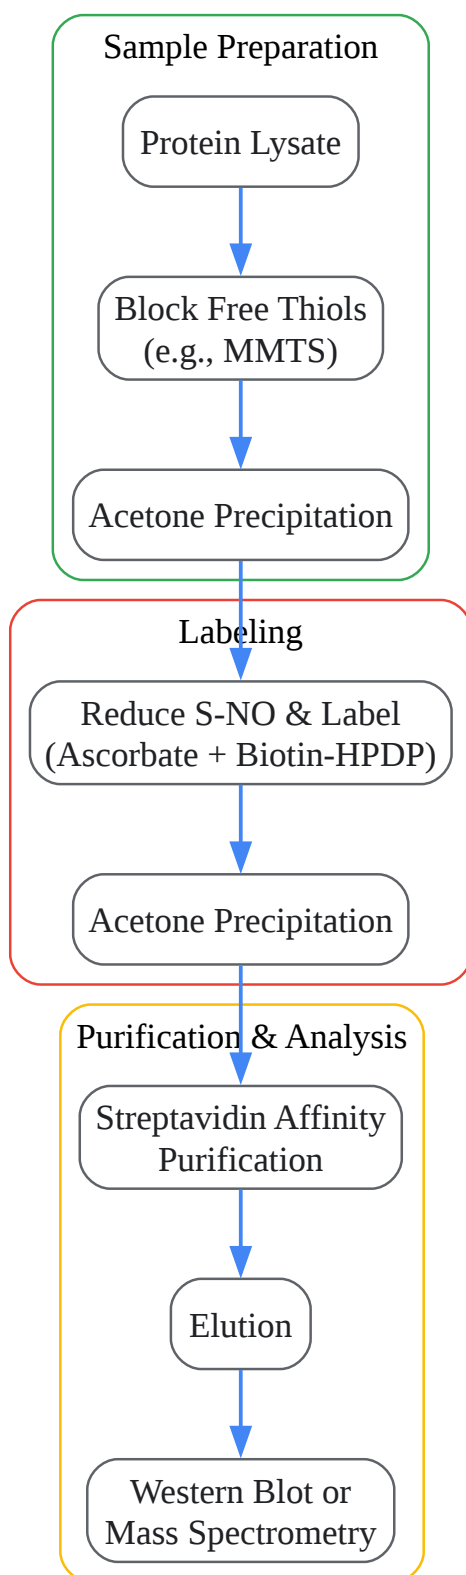 Sample Preparation
Protein Lysate
Block Free Thiols
(e.g., MMTS)
Acetone Precipitation
Labeling
Reduce S-NO & Label
(Ascorbate + Biotin-HPDP)
Acetone Precipitation
Purification & Analysis
Streptavidin Affinity
Purification
Elution
Western Blot or
Mass Spectrometry